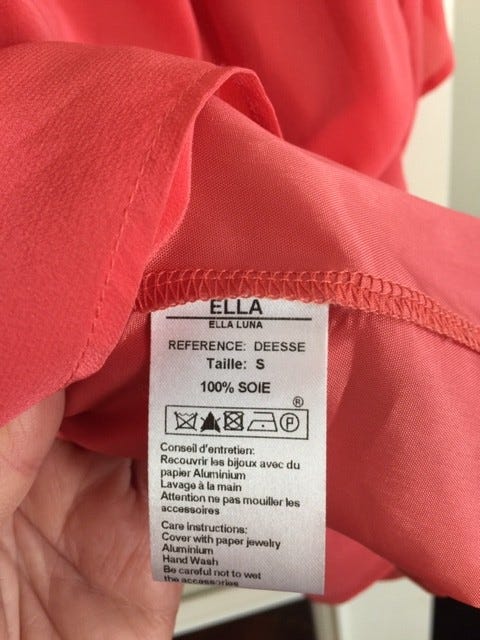 ELLA
ELLA LUNA
REFERENCE: DEESSE
Taille: S
100% SOIE
®
P
Conseil d'entretien:
Recouvrir les bijoux avec du
papier Aluminium
Lavage à la main
Attention ne pas mouiller les
accessoires
Care instructions:
Cover with paper jewelry
Aluminium
Hand Wash
Be careful not to wet
the accessories